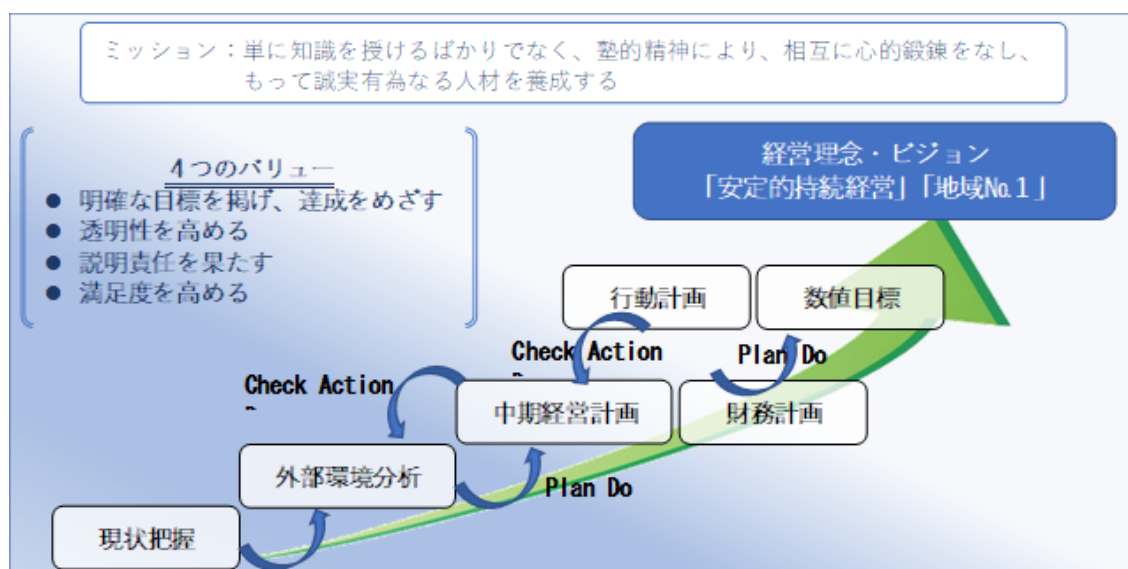 ミッション：単に知識を授けるばかりでなく、塾的精神により、相互に心的鍛錬をなし、
もって誠実有為なる人材を養成する
4つのバリュー
● 明確な目標を掲げ、達成をめざす
● 透明性を高める
● 説明責任を果たす
● 満足度を高める
経営理念・ビジョン
「安定的持続経営」「地域№1」
行動計画
数値目標
Check Action
Plan Do
Check Action
中期経営計画
財務計画
外部環境分析
Plan Do
現状把握